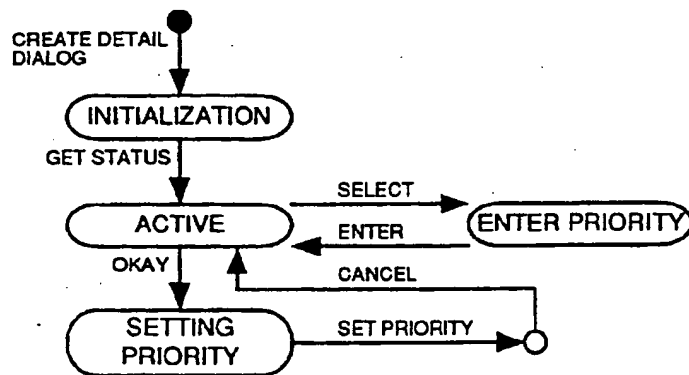 CREATE DETAIL
DIALOG
INITIALIZATION
GET STATUS
SELECT
ACTIVE
ENTER PRIORITY
ENTER
OKAY
CANCEL
SETTING
PRIORITY
SET PRIORITY